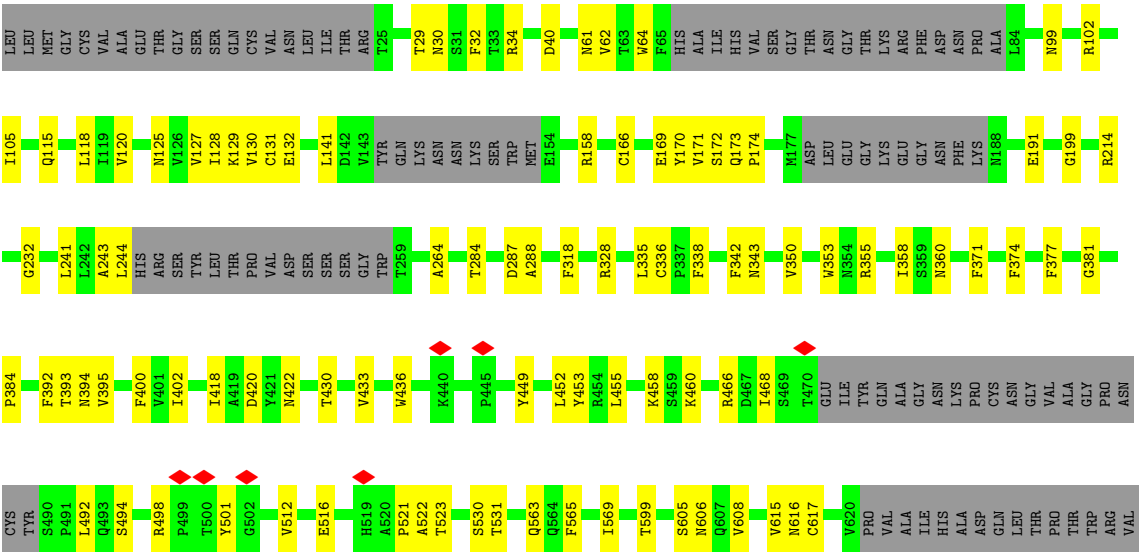 LEU LEU MET GLY CYS VAL ALA GLU THR GLY SER SER GLN CYS VAL ASN LEU ILE THR ARG T25 T29 N30 S31 F32 T33 R34 D40 N61 V62 T63 W64 F65 HIS ALA ILE HIS VAL SER GLY THR ASN GLY THR LYS ARG PHE ASP ASN PRO ALA L84 N99 R102
I105 Q115 L118 I119 V120 N125 V126 V127 I128 K129 V130 C131 E132 L141 D142 V143 TYR GLN LYS ASN ASN LYS SER TRP MET E154 R158 C166 E169 Y170 V171 S172 Q173 P174 M177 ASP LEU GLU GLY LYS GLU GLY ASN PHE LYS N188 E191 G199 R214
G232 L241 L242 A243 L244 HIS ARG SER TYR LEU THR PRO VAL ASP SER SER SER GLY TRP T259 A264 T284 D287 A288 F318 R328 L335 C336 P337 F338 F342 N343 V350 W353 N354 R355 I358 S359 N360 F371 F374 F377 G381
P384 F392 T393 N394 V395 F400 V401 I402 I418 A419 D420 Y421 N422 T430 V433 W436 K440 P445 Y449 L452 Y453 R454 L455 K458 S459 K460 R466 D467 I468 S469 T470 GLU ILE TYR GLN ALA GLY ASN LYS PRO CYS ASN GLY VAL ALA GLY PRO ASN
CYS TYR S490 P491 L492 Q493 S494 R498 P499 T500 Y501 G502 V512 E516 H519 A520 P521 A522 T523 S530 T531 Q563 Q564 F565 I569 T599 S605 N606 Q607 V608 V615 N616 C617 V620 PRO VAL ALA ILE HIS ALA ASP GLN LEU THR PRO THR TRP ARG VAL